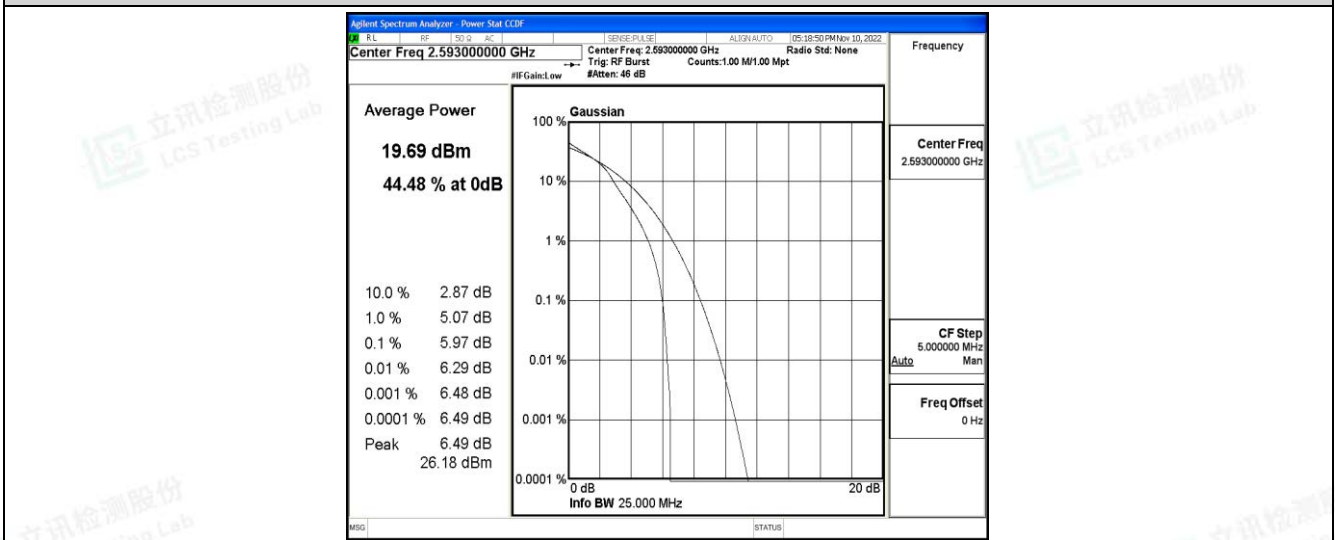 Agilent Spectrum Analyzer - Power Stat CCDF
RL RF 50 Ω AC SENSE:PULSE ALIGN AUTO 05:18:50 PM Nov 10, 2022
Center Freq 2.593000000 GHz
Center Freq: 2.593000000 GHz Radio Std: None
Trig: RF Burst Counts:1.00 M/1.00 Mpt
#IFGain:Low #Atten: 46 dB
Frequency
Average Power
19.69 dBm
44.48 % at 0dB
10.0 % 2.87 dB
1.0 % 5.07 dB
0.1 % 5.97 dB
0.01 % 6.29 dB
0.001 % 6.48 dB
0.0001 % 6.49 dB
Peak 6.49 dB
26.18 dBm
Gaussian
100 %
10 %
1 %
0.1 %
0.01 %
0.001 %
0.0001 %
0 dB 20 dB
Info BW 25.000 MHz
Center Freq
2.593000000 GHz
CF Step
5.000000 MHz
Auto Man
Freq Offset
0 Hz
MSG STATUS
立讯检测股份
LCS Testing Lab
立讯检测股份
LCS Testing Lab
立讯检测股份